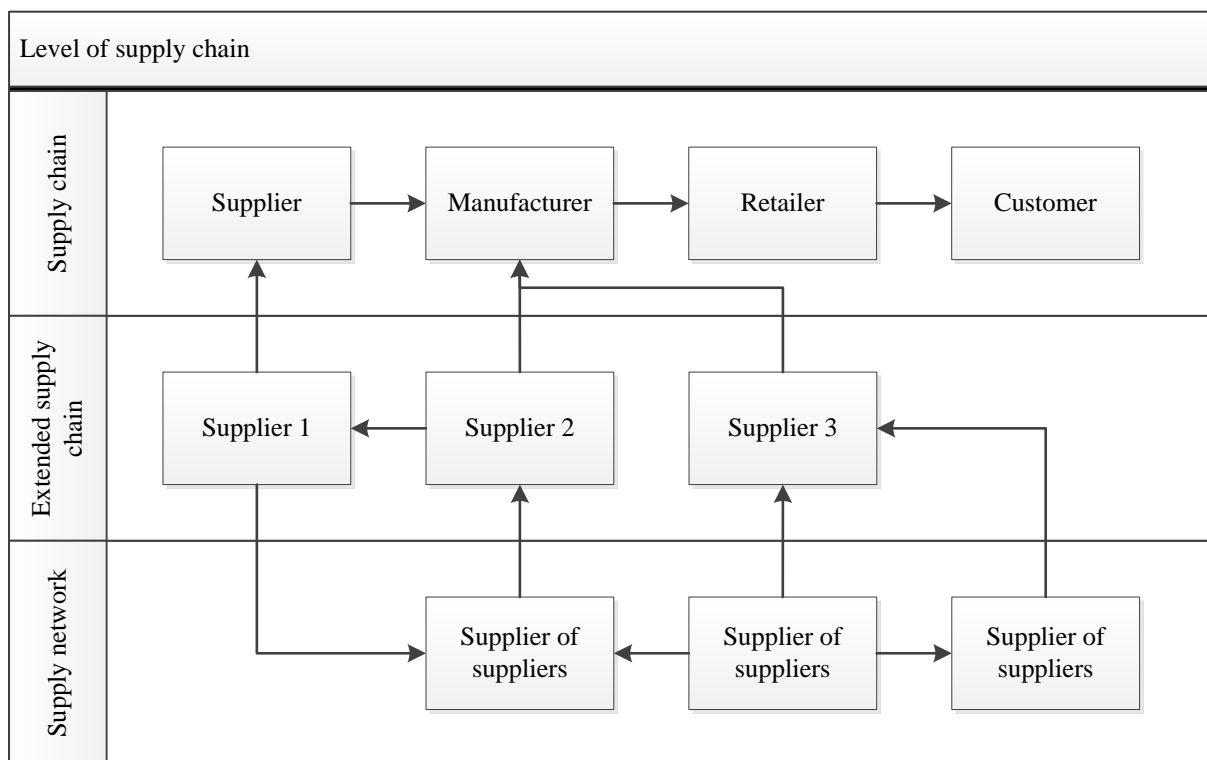 Level of supply chain
Supply chain
Supplier
Manufacturer
Retailer
Customer
Extended supply
chain
Supplier 1
Supplier 2
Supplier 3
Supply network
Supplier of
suppliers
Supplier of
suppliers
Supplier of
suppliers